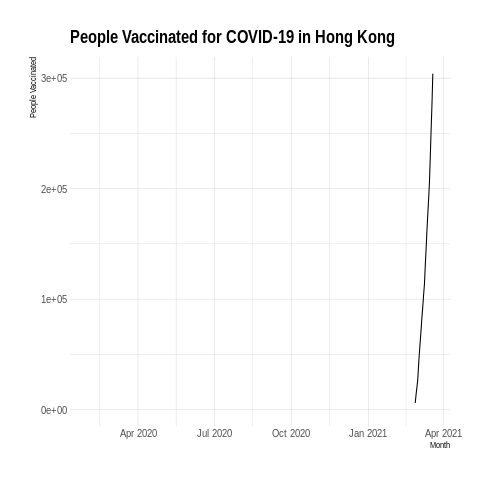 People Vaccinated for COVID-19 in Hong Kong
People Vaccinated
3e+05
2e+05
1e+05
0e+00
Apr 2020 Jul 2020 Oct 2020 Jan 2021 Apr 2021
Month